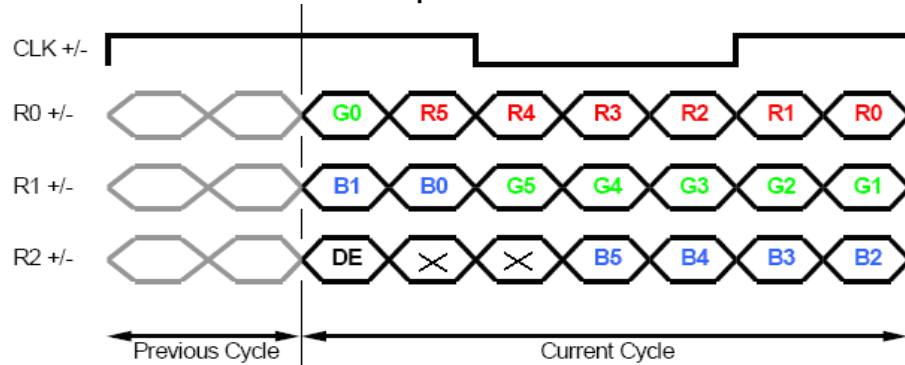 CLK +/-
R0 +/- G0 R5 R4 R3 R2 R1 R0
R1 +/- B1 B0 G5 G4 G3 G2 G1
R2 +/- DE B5 B4 B3 B2
Previous Cycle Current Cycle